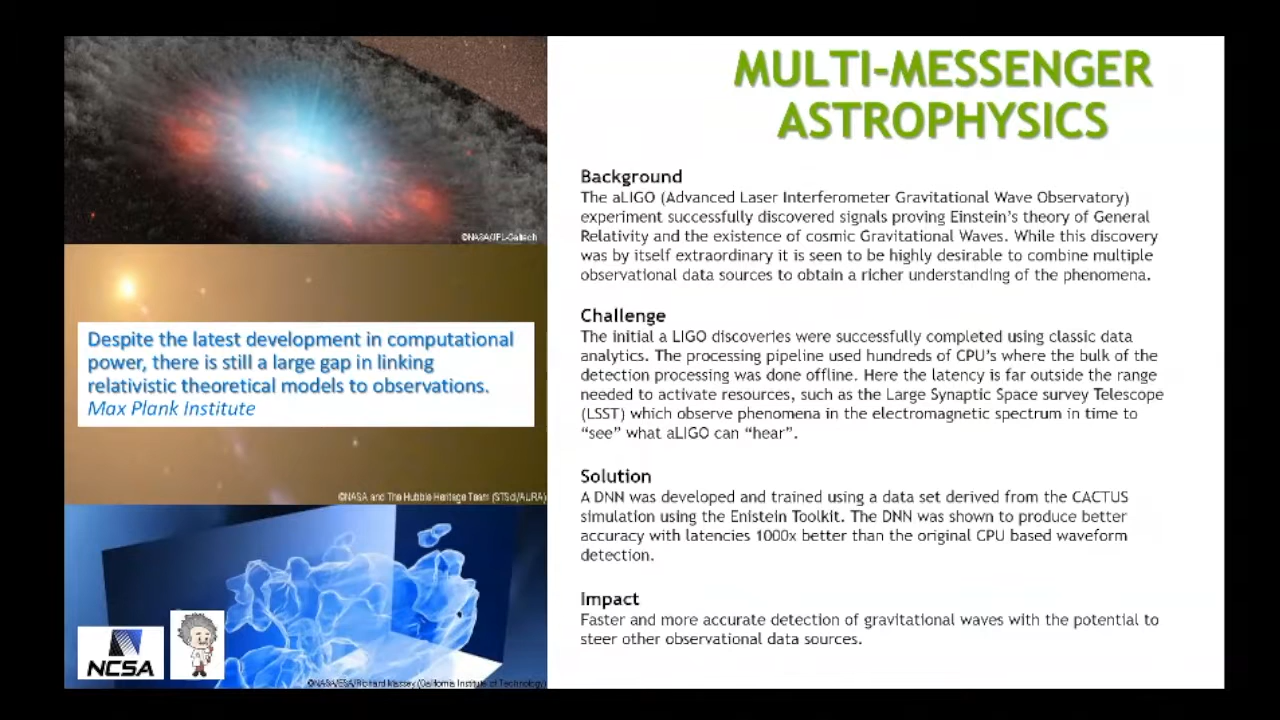 MULTI-MESSENGER
ASTROPHYSICS
©NASA/JPL-Caltech
Despite the latest development in computational
power, there is still a large gap in linking
relativistic theoretical models to observations.
Max Plank Institute
©NASA and The Hubble Heritage Team (STScI/AURA)
NCSA
©NASA/ESA/Richard Massey (California Institute of Technology)
Background
The aLIGO (Advanced Laser Interferometer Gravitational Wave Observatory)
experiment successfully discovered signals proving Einstein's theory of General
Relativity and the existence of cosmic Gravitational Waves. While this discovery
was by itself extraordinary it is seen to be highly desirable to combine multiple
observational data sources to obtain a richer understanding of the phenomena.
Challenge
The initial a LIGO discoveries were successfully completed using classic data
analytics. The processing pipeline used hundreds of CPU's where the bulk of the
detection processing was done offline. Here the latency is far outside the range
needed to activate resources, such as the Large Synaptic Space survey Telescope
(LSST) which observe phenomena in the electromagnetic spectrum in time to
“see” what aLIGO can “hear”.
Solution
A DNN was developed and trained using a data set derived from the CACTUS
simulation using the Enistein Toolkit. The DNN was shown to produce better
accuracy with latencies 1000x better than the original CPU based waveform
detection.
Impact
Faster and more accurate detection of gravitational waves with the potential to
steer other observational data sources.